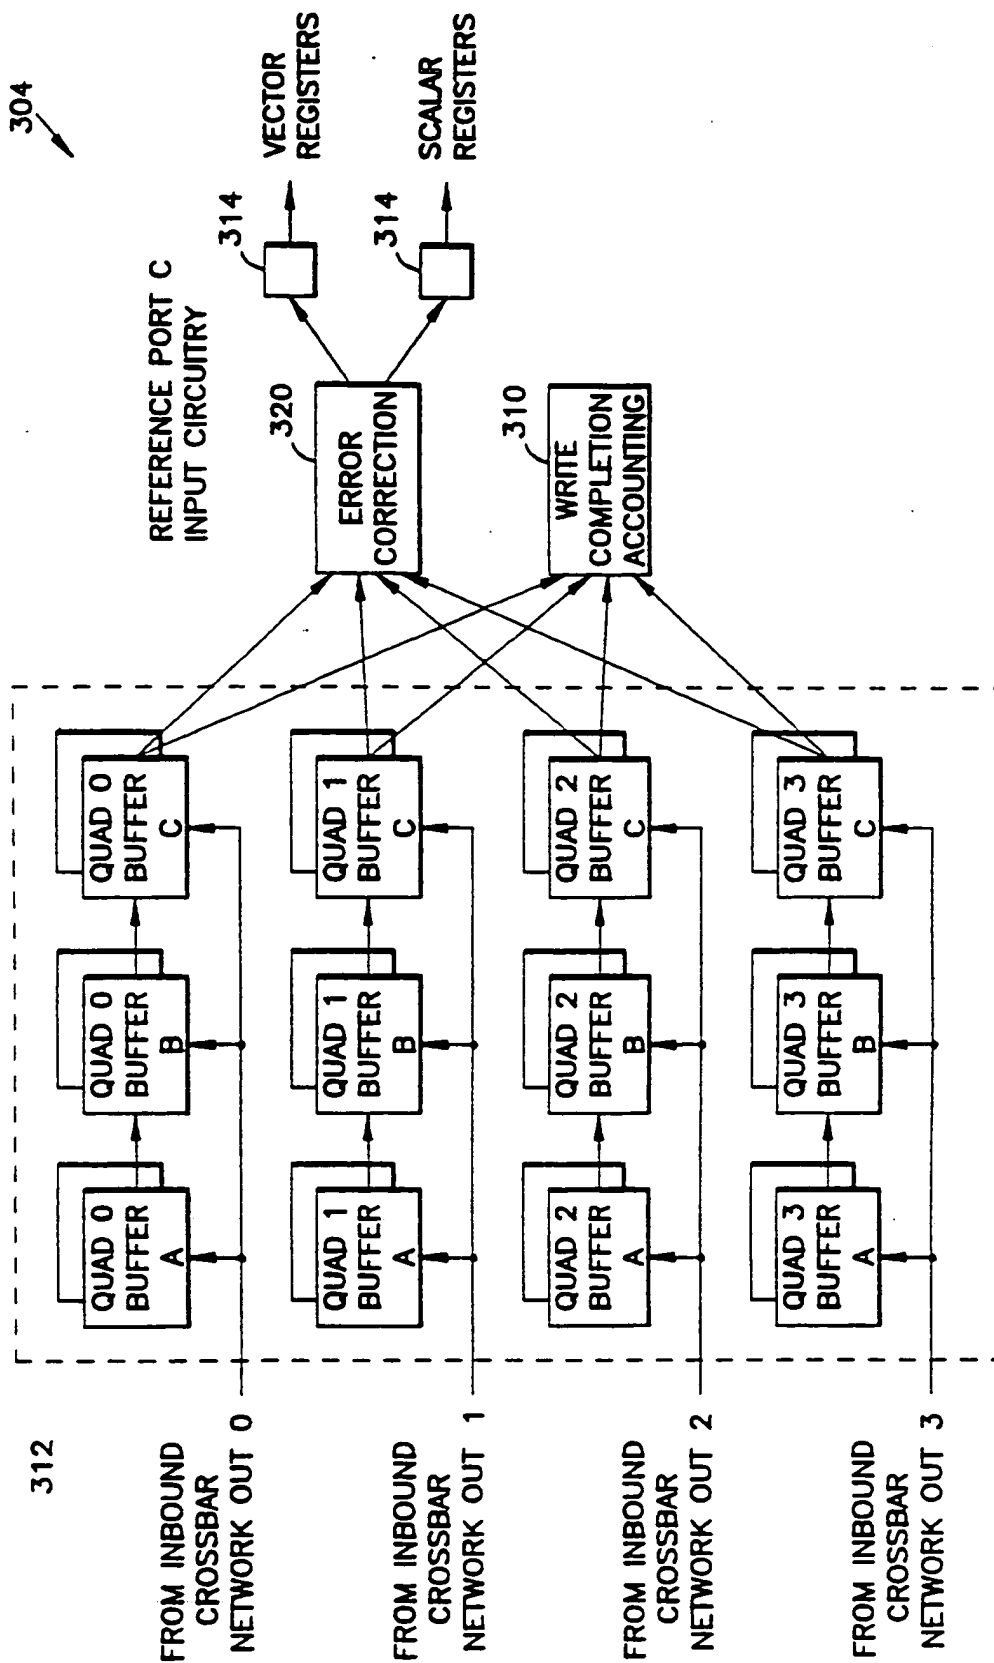 304
REFERENCE PORT C
INPUT CIRCUITRY
VECTOR
REGISTERS
SCALAR
REGISTERS
314
314
320
ERROR
CORRECTION
310
WRITE
COMPLETION
ACCOUNTING
312
FROM INBOUND
CROSSBAR
NETWORK OUT 0
QUAD 0
BUFFER
A
QUAD 0
BUFFER
B
QUAD 0
BUFFER
C
FROM INBOUND
CROSSBAR
NETWORK OUT 1
QUAD 1
BUFFER
A
QUAD 1
BUFFER
B
QUAD 1
BUFFER
C
FROM INBOUND
CROSSBAR
NETWORK OUT 2
QUAD 2
BUFFER
A
QUAD 2
BUFFER
B
QUAD 2
BUFFER
C
FROM INBOUND
CROSSBAR
NETWORK OUT 3
QUAD 3
BUFFER
A
QUAD 3
BUFFER
B
QUAD 3
BUFFER
C